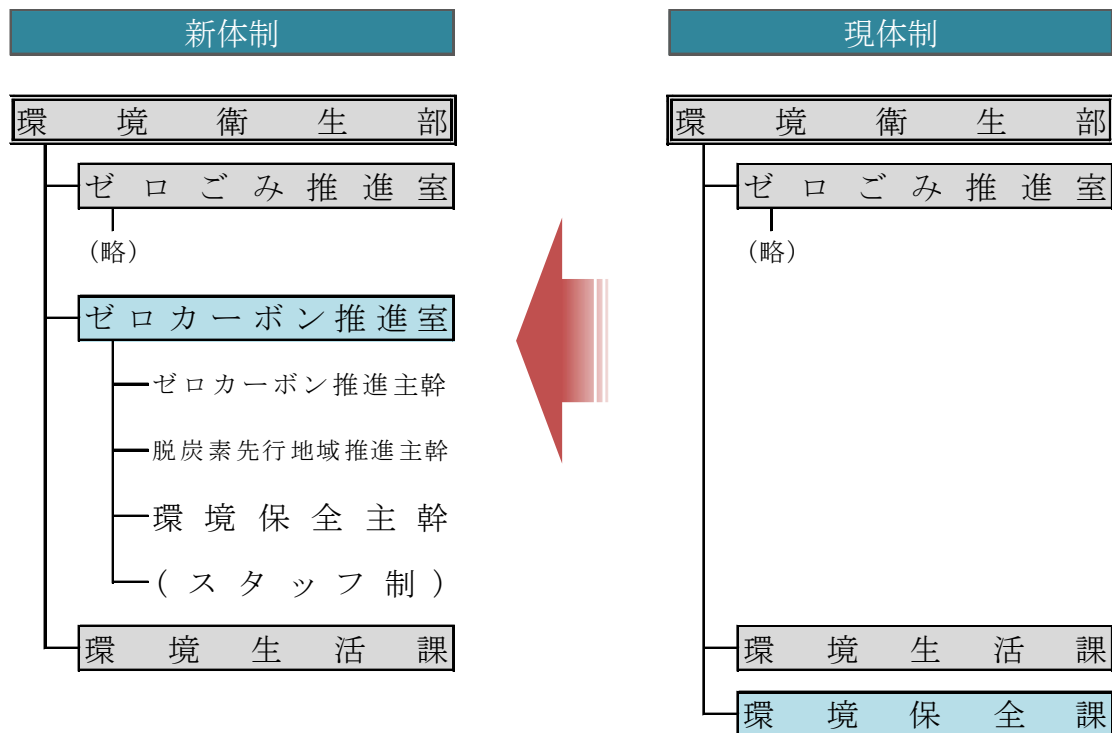 新体制
環境衛生部
ゼロごみ推進室
(略)
ゼロカーボン推進室
ゼロカーボン推進主幹
脱炭素先行地域推進主幹
環境保全主幹
(スタッフ制)
環境生活課
現体制
環境衛生部
ゼロごみ推進室
(略)
環境生活課
環境保全課